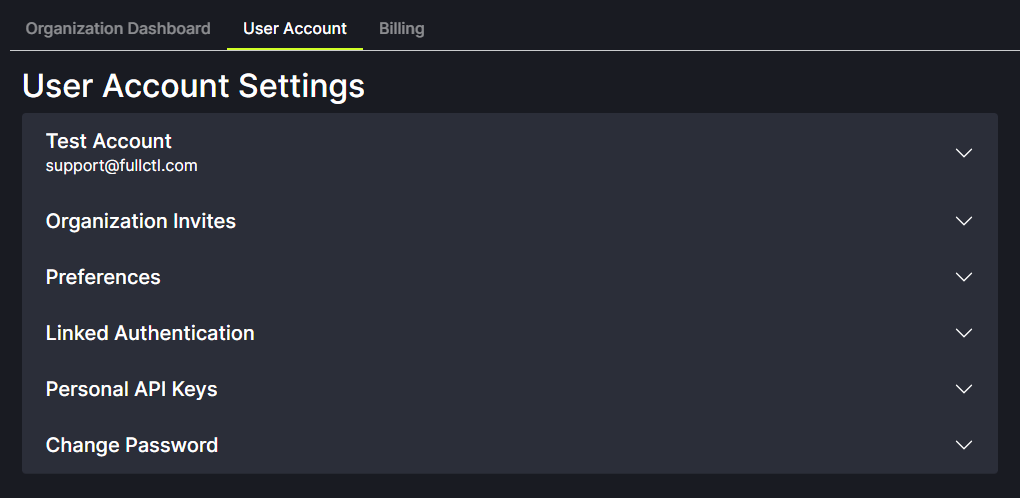 Organization Dashboard User Account Billing
User Account Settings
Test Account
support@fullctl.com
Organization Invites
Preferences
Linked Authentication
Personal API Keys
Change Password